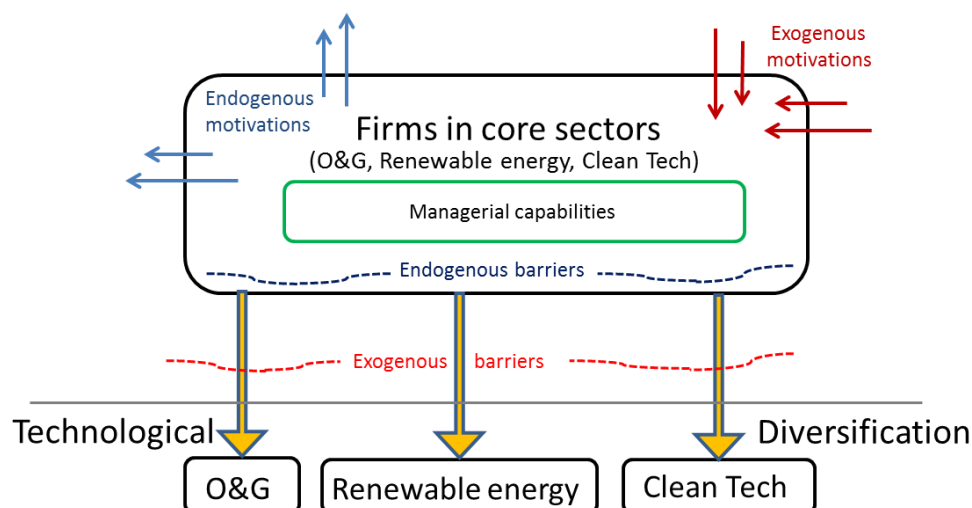 Exogenous
motivations
Endogenous
motivations
Firms in core sectors
(O&G, Renewable energy, Clean Tech)
Managerial capabilities
Endogenous barriers
Exogenous barriers
Technological
Diversification
O&G
Renewable energy
Clean Tech